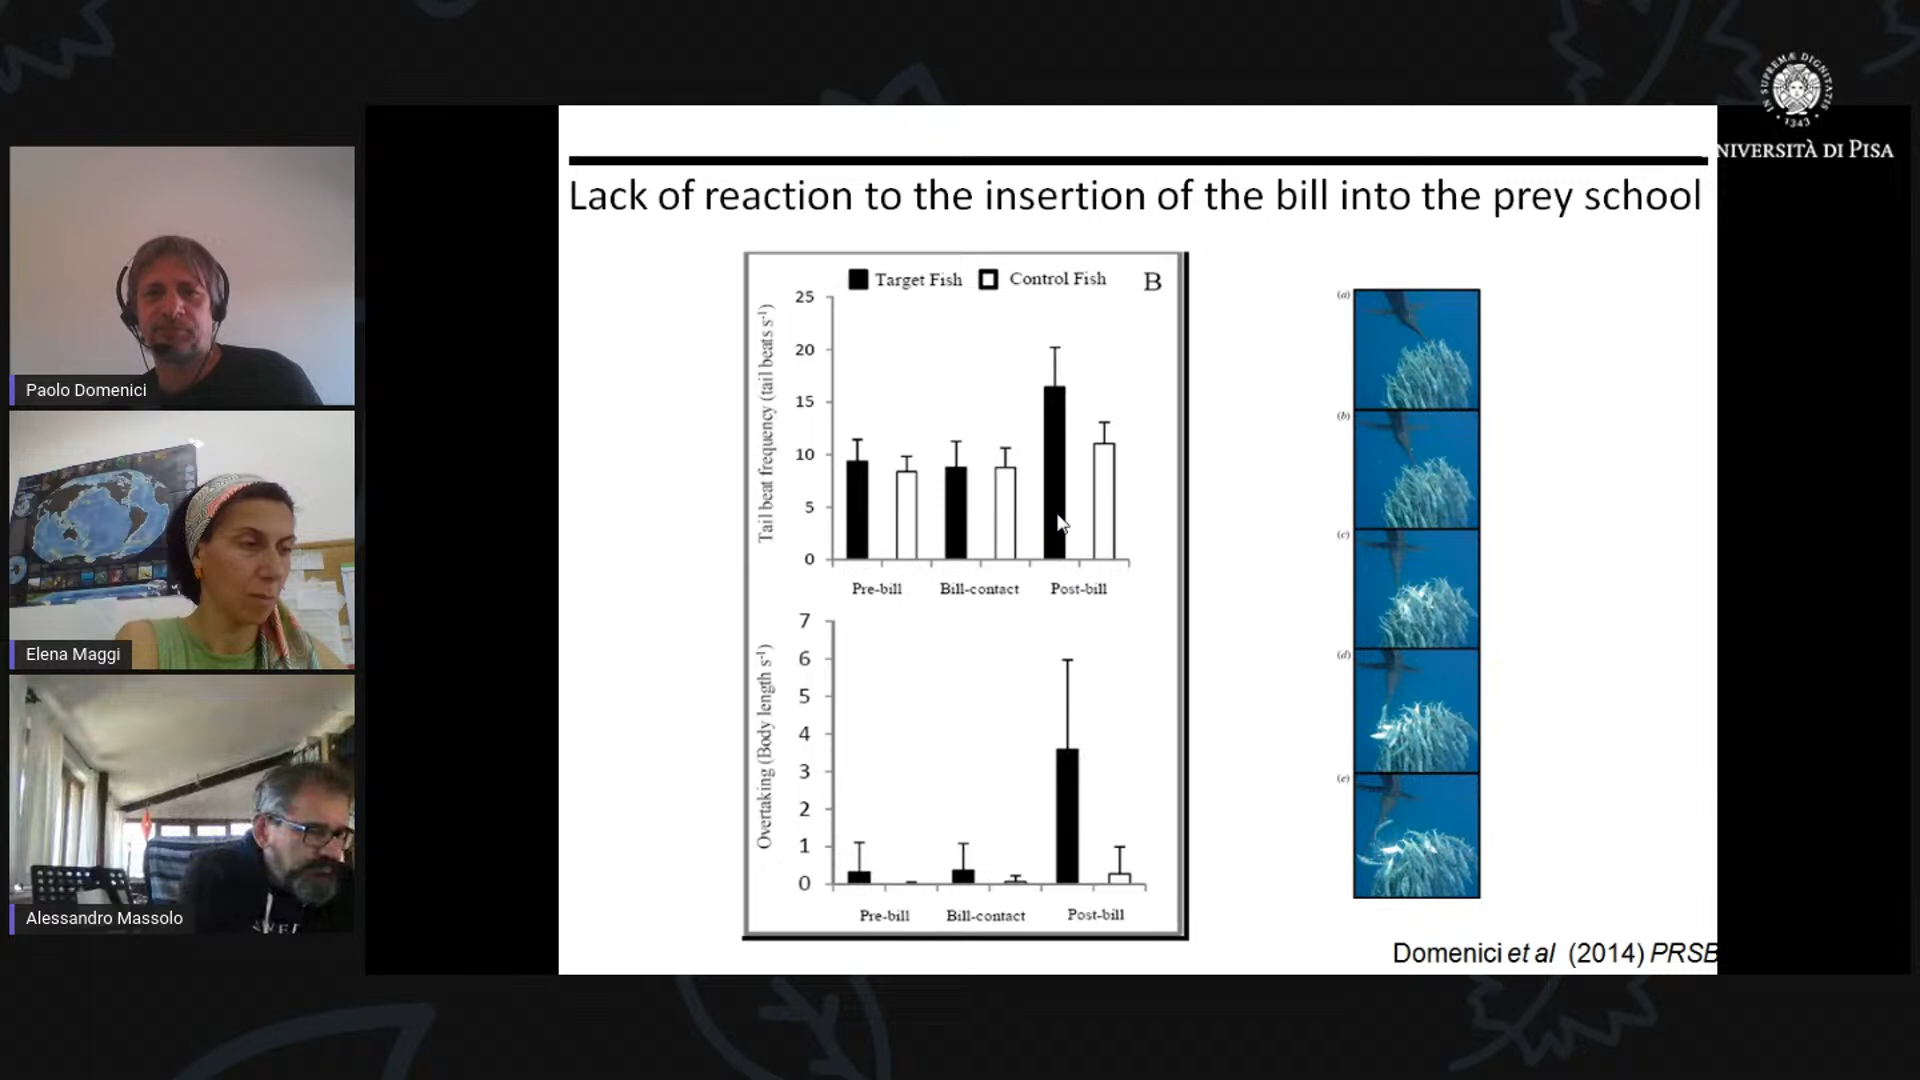 IN SUPREMÆ DIGNITATIS
• 1343 •
NIVERSITÀ DI PISA
Lack of reaction to the insertion of the bill into the prey school
Target Fish
Control Fish
B
Tail beat frequency (tail beats s⁻¹)
25
20
15
10
5
0
Pre-bill
Bill-contact
Post-bill
Overtaking (Body length s⁻¹)
7
6
5
4
3
2
1
0
Pre-bill
Bill-contact
Post-bill
(a)
(b)
(c)
(d)
(e)
Domenici et al (2014) PRSB
Paolo Domenici
Elena Maggi
Alessandro Massolo